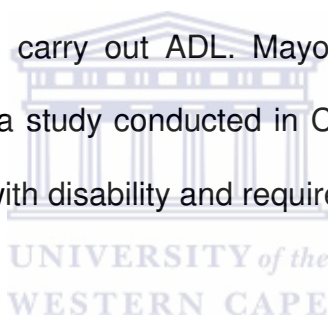 carry out ADL. Mayo
a study conducted in
with disability and require
UNIVERSITY of the
WESTERN CAPE